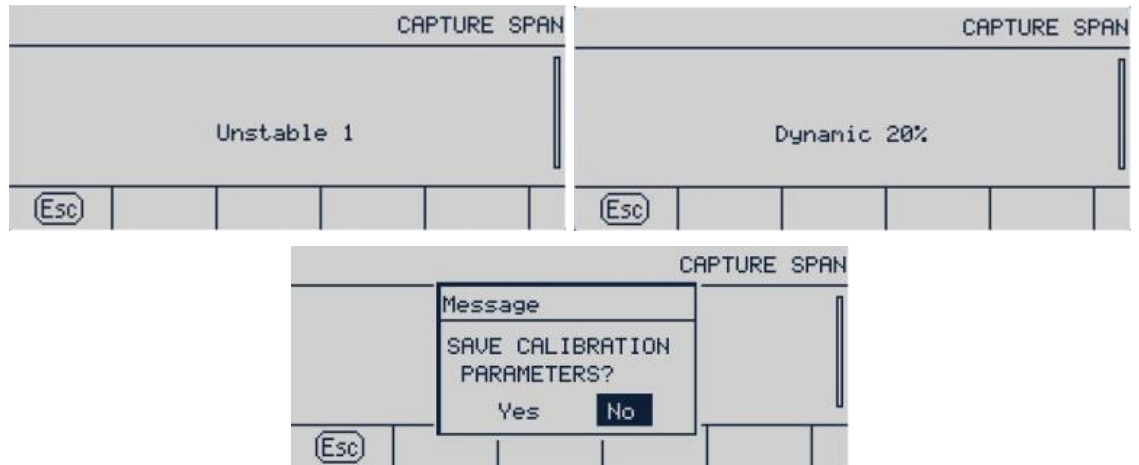 CAPTURE SPAN
Unstable 1
Esc
CAPTURE SPAN
Dynamic 20%
Esc
CAPTURE SPAN
Message
SAVE CALIBRATION
PARAMETERS?
Yes No
Esc